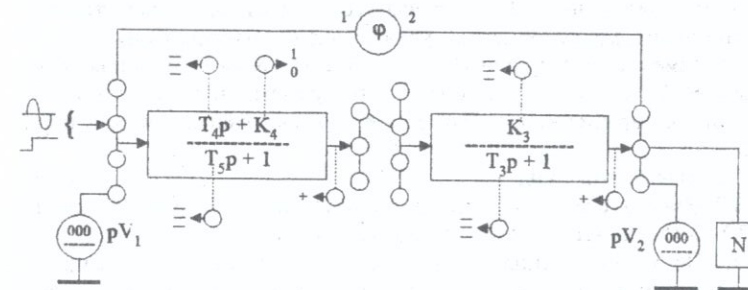 1 φ 2
1
0
T₄p + K₄
T₅p + 1
K₃
T₃p + 1
{
+
+
000
pV₁
pV₂
000
N